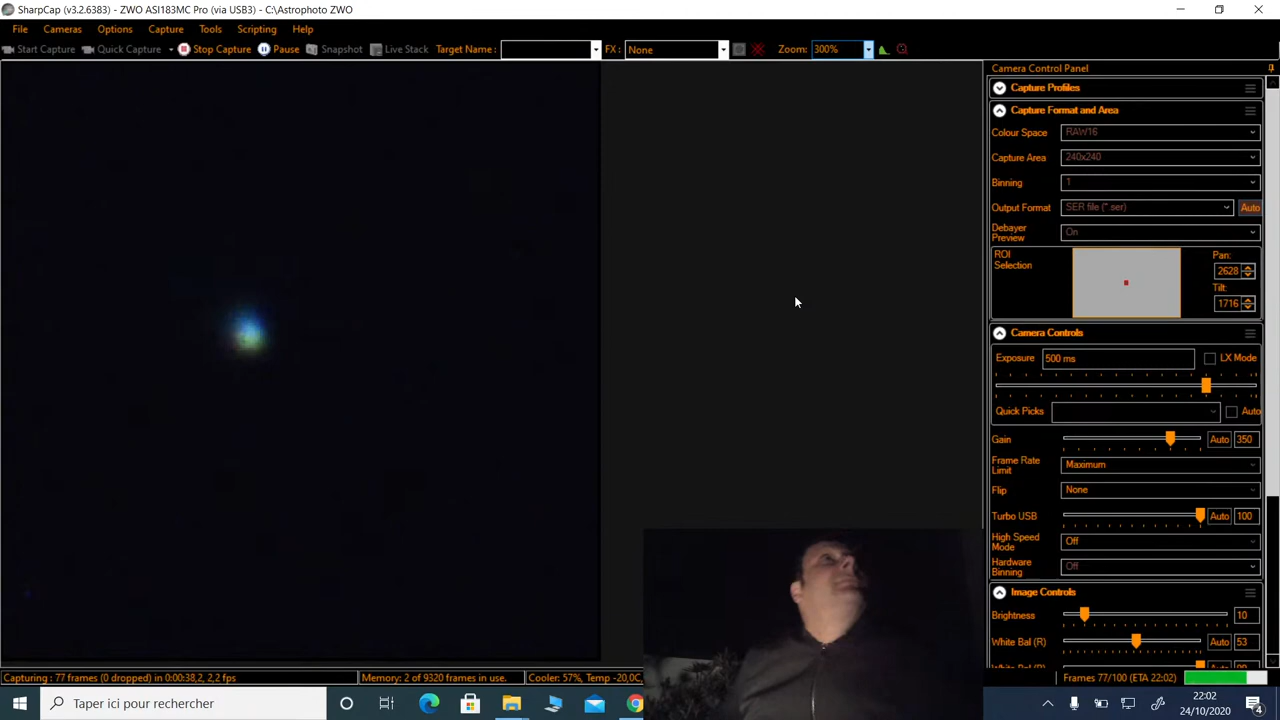 SharpCap (v3.2.6383) - ZWO ASI183MC Pro (via USB3) - C:\Astrophoto ZWO
File Cameras Options Capture Tools Scripting Help
Start Capture Quick Capture Stop Capture Pause Snapshot Live Stack Target Name : FX : None Zoom: 300%
Camera Control Panel
Capture Profiles
Capture Format and Area
Colour Space RAW16
Capture Area 240x240
Binning 1
Output Format SER file (*.ser) Auto
Debayer Preview On
ROI Selection
Pan:
2628
Tilt:
1716
Camera Controls
Exposure 500 ms LX Mode
Quick Picks Auto
Gain Auto 350
Frame Rate Limit Maximum
Flip None
Turbo USB Auto 100
High Speed Mode Off
Hardware Binning Off
Image Controls
Brightness 10
White Bal (R) Auto 53
Capturing : 77 frames (0 dropped) in 0:00:38,2, 2,2 fps Memory: 2 of 9320 frames in use. Cooler: 57%, Temp -20,0C, Frames 77/100 (ETA 22:02)
Taper ici pour rechercher
22:02
24/10/2020
4